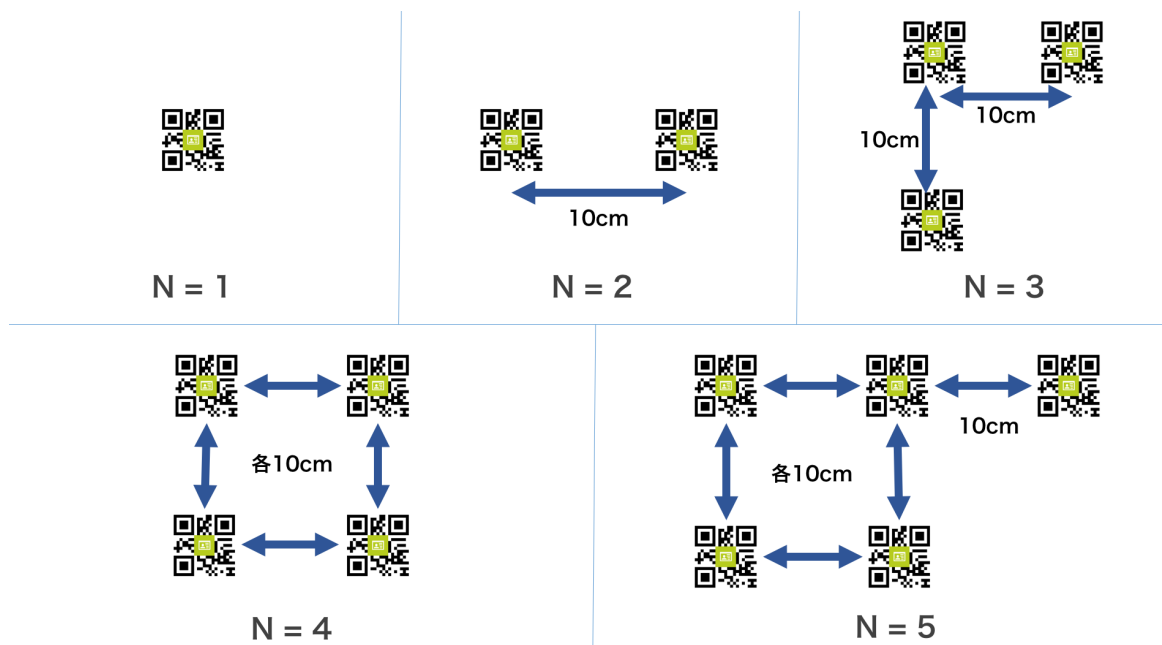 N = 1
10cm
N = 2
10cm
10cm
N = 3
各10cm
N = 4
10cm
各10cm
N = 5